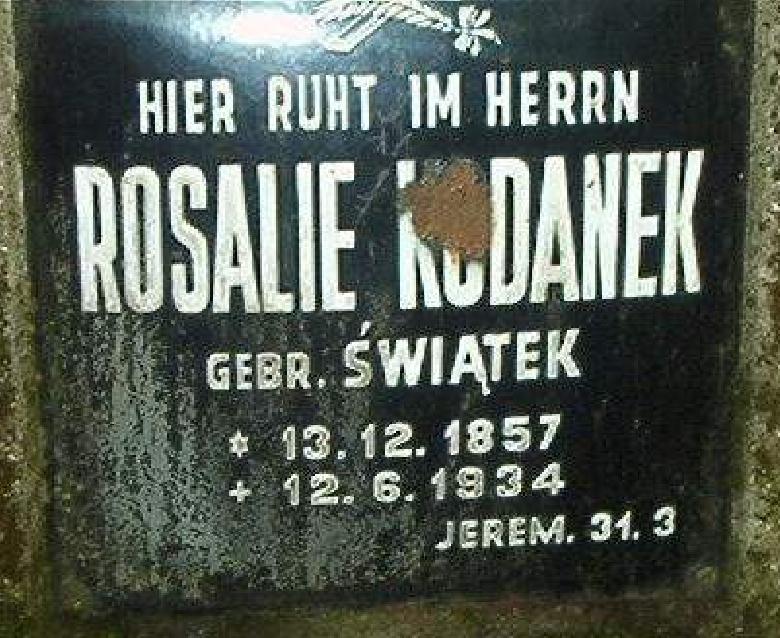 HIER RUHT IM HERRN
ROSALIE
GEBR. ŚWIĄTEK
* 13.12.1857
+ 12.6.1934
JEREM. 31. 3